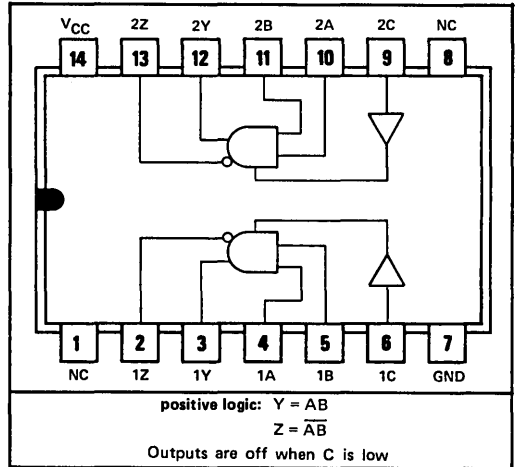 VCC 2Z 2Y 2B 2A 2C NC
14 13 12 11 10 9 8
1 2 3 4 5 6 7
NC 1Z 1Y 1A 1B 1C GND
positive logic: Y = AB
Z = A̅B̅
Outputs are off when C is low